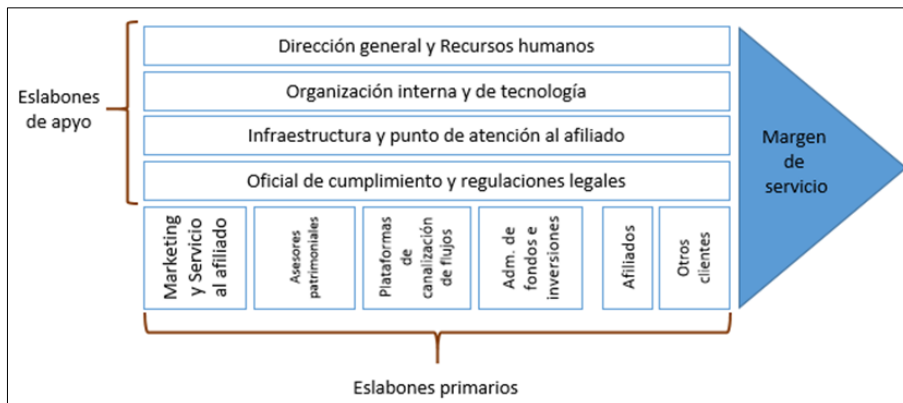 Dirección general y Recursos humanos
Organización interna y de tecnología
Infraestructura y punto de atención al afiliado
Oficial de cumplimiento y regulaciones legales
Eslabones
de apyo
Margen
de
servicio
Marketing
y Servicio
al afiliado
Asesores
patrimoniales
Plataformas
de
canalización
de flujos
Adm. de
fondos e
inversiones
Afiliados
Otros
clientes
Eslabones primarios